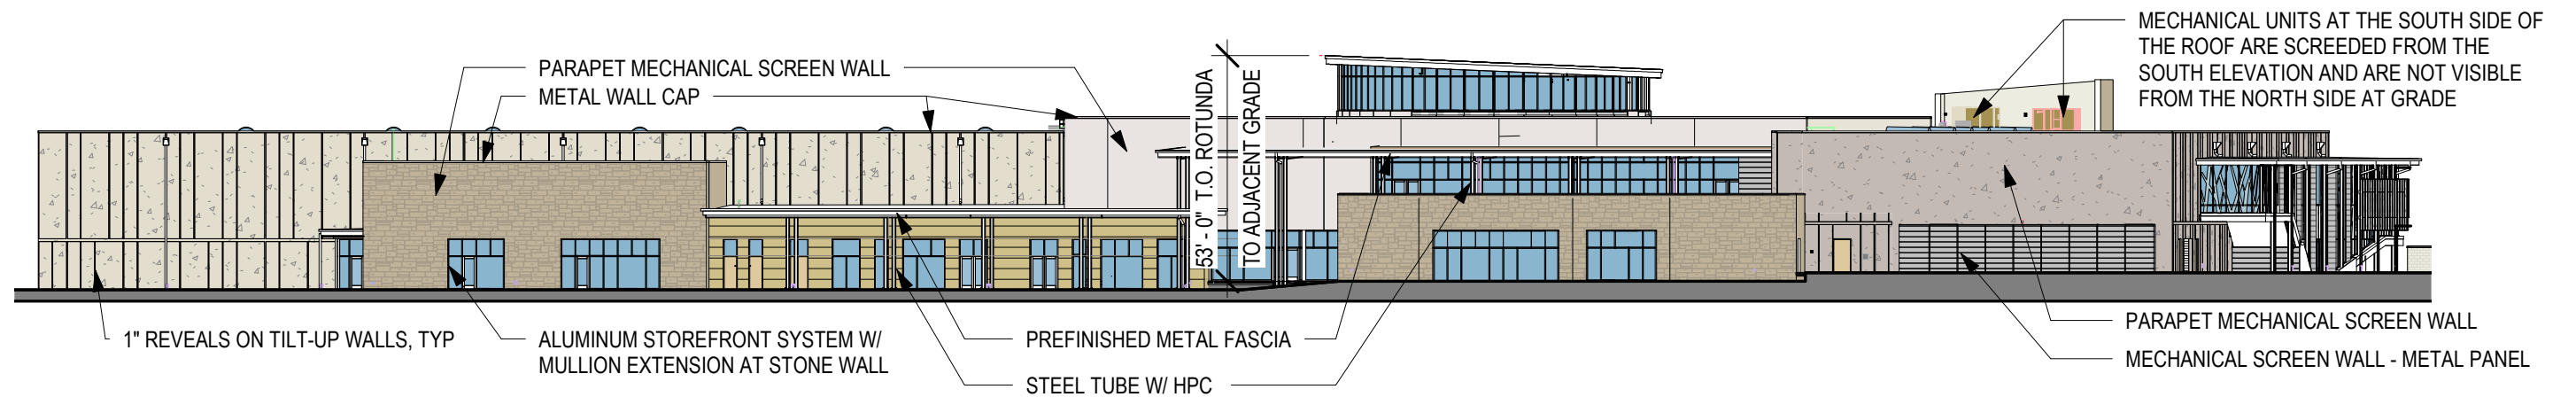 PARAPET MECHANICAL SCREEN WALL
METAL WALL CAP
53' - 0" T.O. ROTUNDA
TO ADJACENT GRADE
MECHANICAL UNITS AT THE SOUTH SIDE OF
THE ROOF ARE SCREEDED FROM THE
SOUTH ELEVATION AND ARE NOT VISIBLE
FROM THE NORTH SIDE AT GRADE
1" REVEALS ON TILT-UP WALLS, TYP
ALUMINUM STOREFRONT SYSTEM W/
MULLION EXTENSION AT STONE WALL
PREFINISHED METAL FASCIA
STEEL TUBE W/ HPC
PARAPET MECHANICAL SCREEN WALL
MECHANICAL SCREEN WALL - METAL PANEL